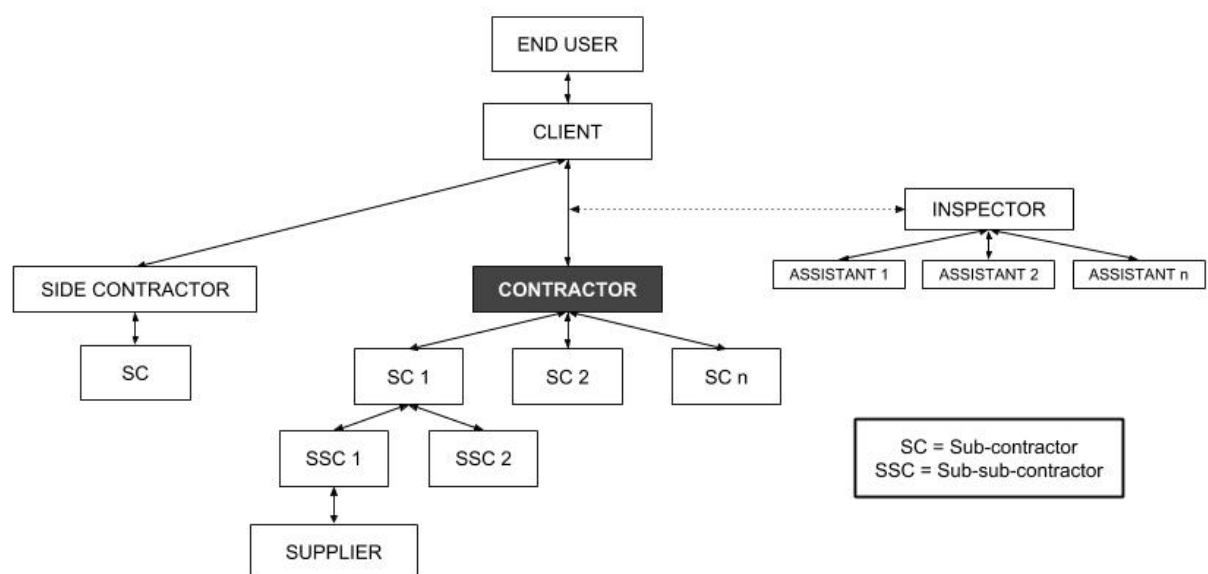 END USER
CLIENT
INSPECTOR
ASSISTANT 1
ASSISTANT 2
ASSISTANT n
SIDE CONTRACTOR
CONTRACTOR
SC
SC 1
SC 2
SC n
SSC 1
SSC 2
SUPPLIER
SC = Sub-contractor
SSC = Sub-sub-contractor